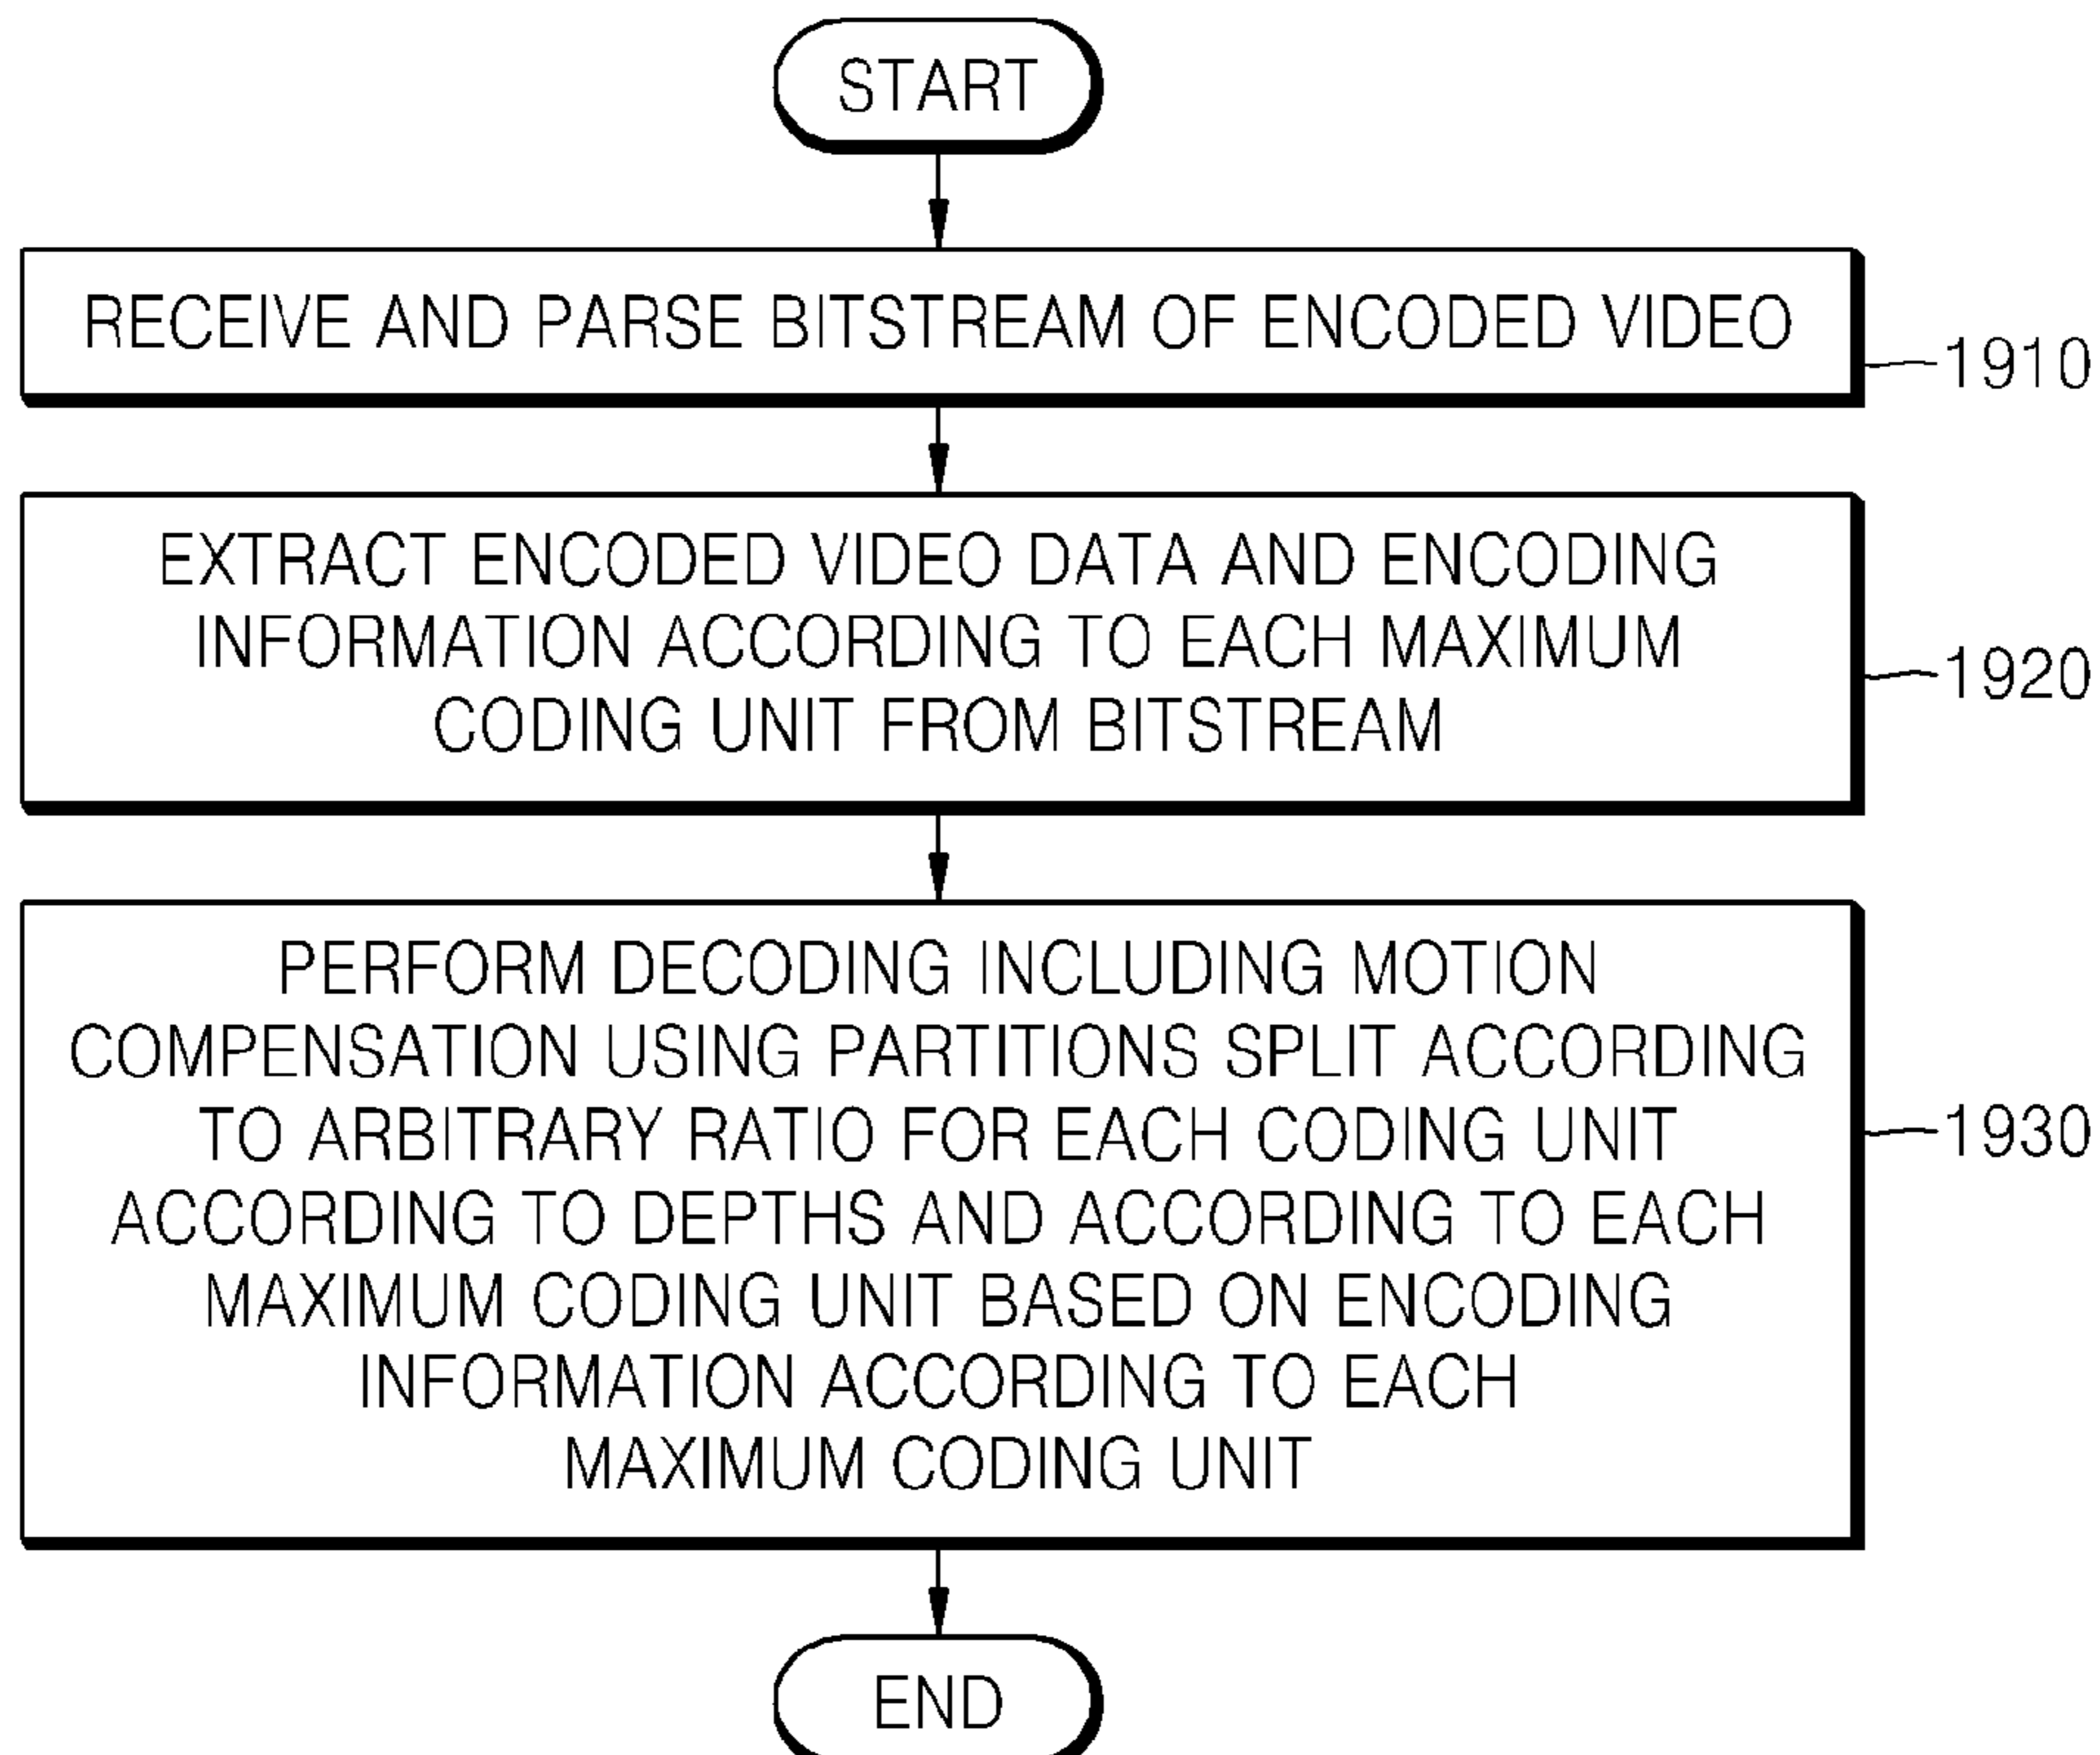 START
RECEIVE AND PARSE BITSTREAM OF ENCODED VIDEO
1910
EXTRACT ENCODED VIDEO DATA AND ENCODING
INFORMATION ACCORDING TO EACH MAXIMUM
CODING UNIT FROM BITSTREAM
1920
PERFORM DECODING INCLUDING MOTION
COMPENSATION USING PARTITIONS SPLIT ACCORDING
TO ARBITRARY RATIO FOR EACH CODING UNIT
ACCORDING TO DEPTHS AND ACCORDING TO EACH
MAXIMUM CODING UNIT BASED ON ENCODING
INFORMATION ACCORDING TO EACH
MAXIMUM CODING UNIT
1930
END